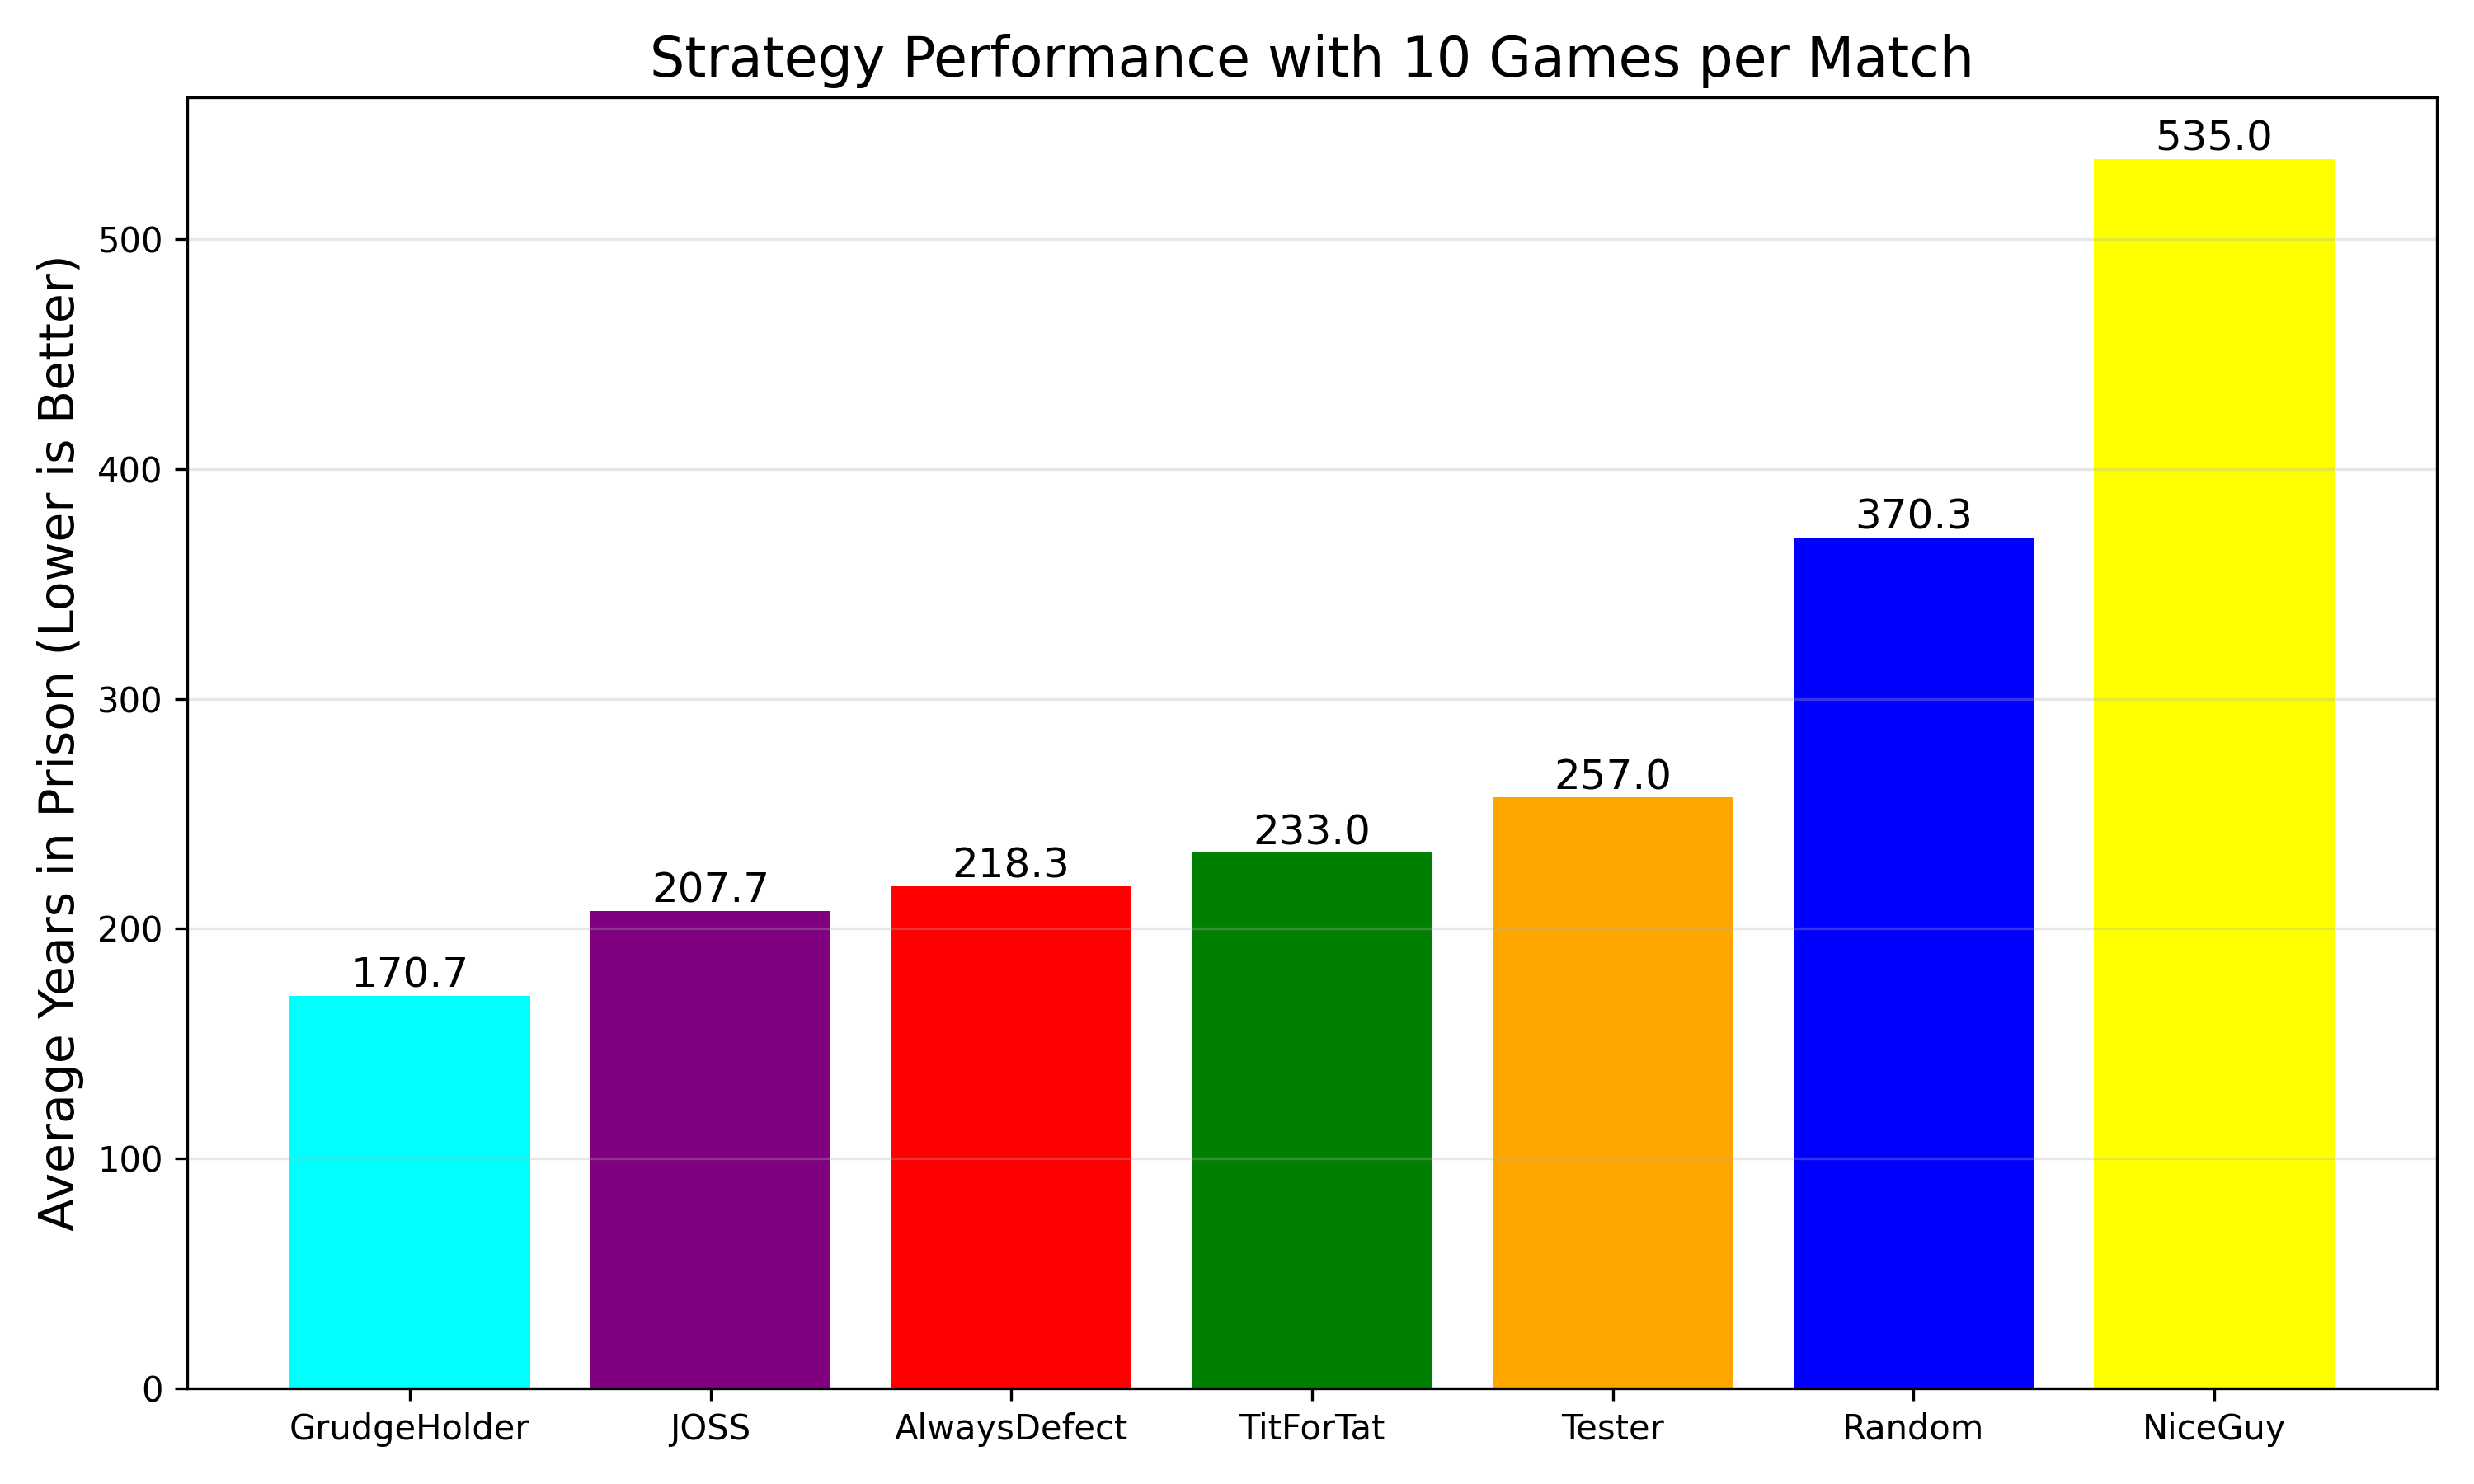 Strategy Performance with 10 Games per Match
Average Years in Prison (Lower is Better)
500
400
300
200
100
0
170.7
207.7
218.3
233.0
257.0
370.3
535.0
GrudgeHolder
JOSS
AlwaysDefect
TitForTat
Tester
Random
NiceGuy